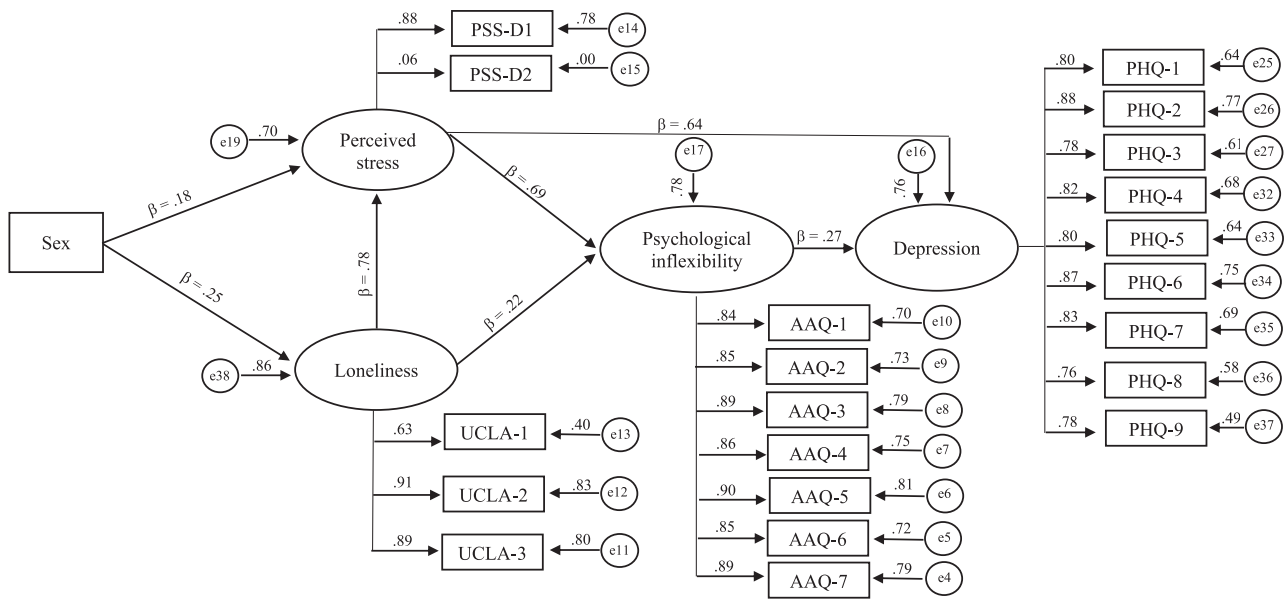 .88 PSS-D1 .78 e14
.06 PSS-D2 .00 e15
e19 .70 Perceived
stress
β = .64
β = .18
β = .69
e17
.78
e16
.76
Sex
β = .78
Psychological
inflexibility
β = .27
Depression
β = .25
β = .22
e38 .86 Loneliness
.63 UCLA-1 .40 e13
.91 UCLA-2 .83 e12
.89 UCLA-3 .80 e11
.84 AAQ-1 .70 e10
.85 AAQ-2 .73 e9
.89 AAQ-3 .79 e8
.86 AAQ-4 .75 e7
.90 AAQ-5 .81 e6
.85 AAQ-6 .72 e5
.89 AAQ-7 .79 e4
.80 PHQ-1 .64 e25
.88 PHQ-2 .77 e26
.78 PHQ-3 .61 e27
.82 PHQ-4 .68 e32
.80 PHQ-5 .64 e33
.87 PHQ-6 .75 e34
.83 PHQ-7 .69 e35
.76 PHQ-8 .58 e36
.78 PHQ-9 .49 e37